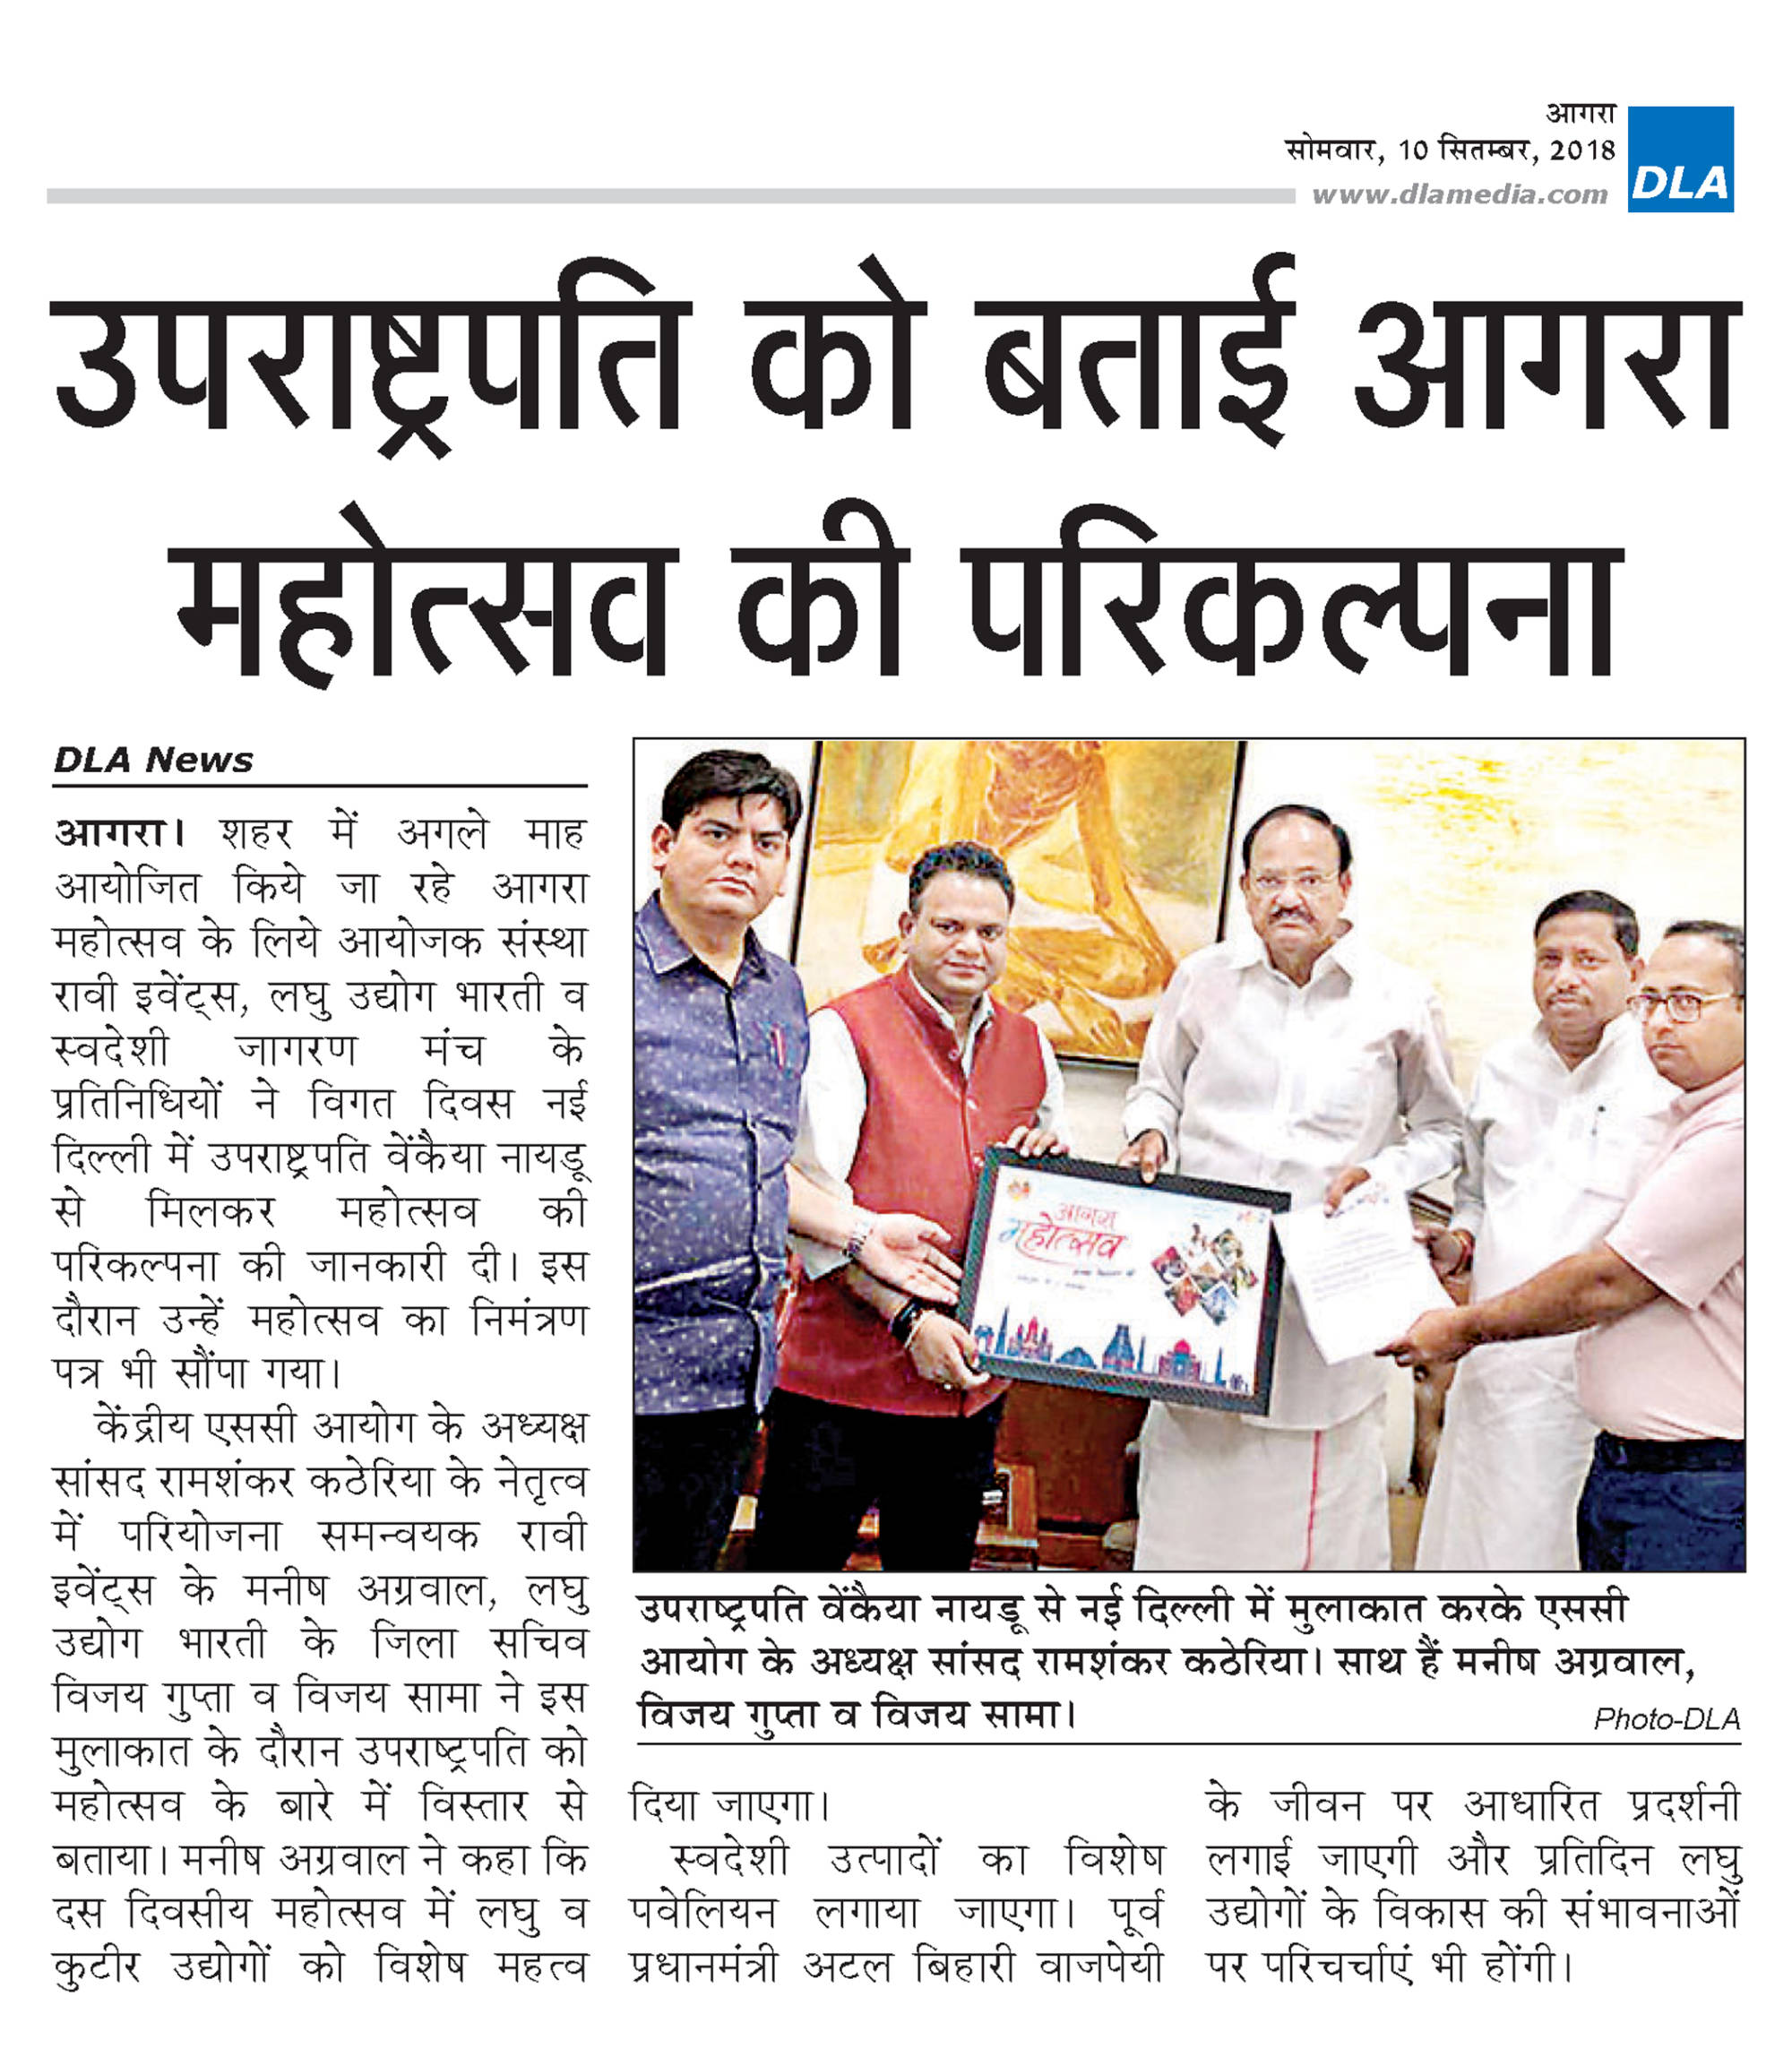 आगरा
सोमवार, 10 सितम्बर, 2018
www.dlamedia.com
DLA
उपराष्ट्रपति को बताई आगरा
महोत्सव की परिकल्पना
DLA News
आगरा। शहर में अगले माह
आयोजित किये जा रहे आगरा
महोत्सव के लिये आयोजक संस्था
रावी इवेंट्स, लघु उद्योग भारती व
स्वदेशी जागरण मंच के
प्रतिनिधियों ने विगत दिवस नई
दिल्ली में उपराष्ट्रपति वेंकैया नायडू
से मिलकर महोत्सव की
परिकल्पना की जानकारी दी। इस
दौरान उन्हें महोत्सव का निमंत्रण
पत्र भी सौंपा गया।
केंद्रीय एससी आयोग के अध्यक्ष
सांसद रामशंकर कठेरिया के नेतृत्व
में परियोजना समन्वयक रावी
इवेंट्स के मनीष अग्रवाल, लघु
उद्योग भारती के जिला सचिव
विजय गुप्ता व विजय सामा ने इस
मुलाकात के दौरान उपराष्ट्रपति को
महोत्सव के बारे में विस्तार से
बताया। मनीष अग्रवाल ने कहा कि
दस दिवसीय महोत्सव में लघु व
कुटीर उद्योगों को विशेष महत्व
आगरा
महोत्सव
उपराष्ट्रपति वेंकैया नायडू से नई दिल्ली में मुलाकात करके एससी
आयोग के अध्यक्ष सांसद रामशंकर कठेरिया। साथ हैं मनीष अग्रवाल,
विजय गुप्ता व विजय सामा।
Photo-DLA
दिया जाएगा।
स्वदेशी उत्पादों का विशेष
पवेलियन लगाया जाएगा। पूर्व
प्रधानमंत्री अटल बिहारी वाजपेयी
के जीवन पर आधारित प्रदर्शनी
लगाई जाएगी और प्रतिदिन लघु
उद्योगों के विकास की संभावनाओं
पर परिचर्चाएं भी होंगी।